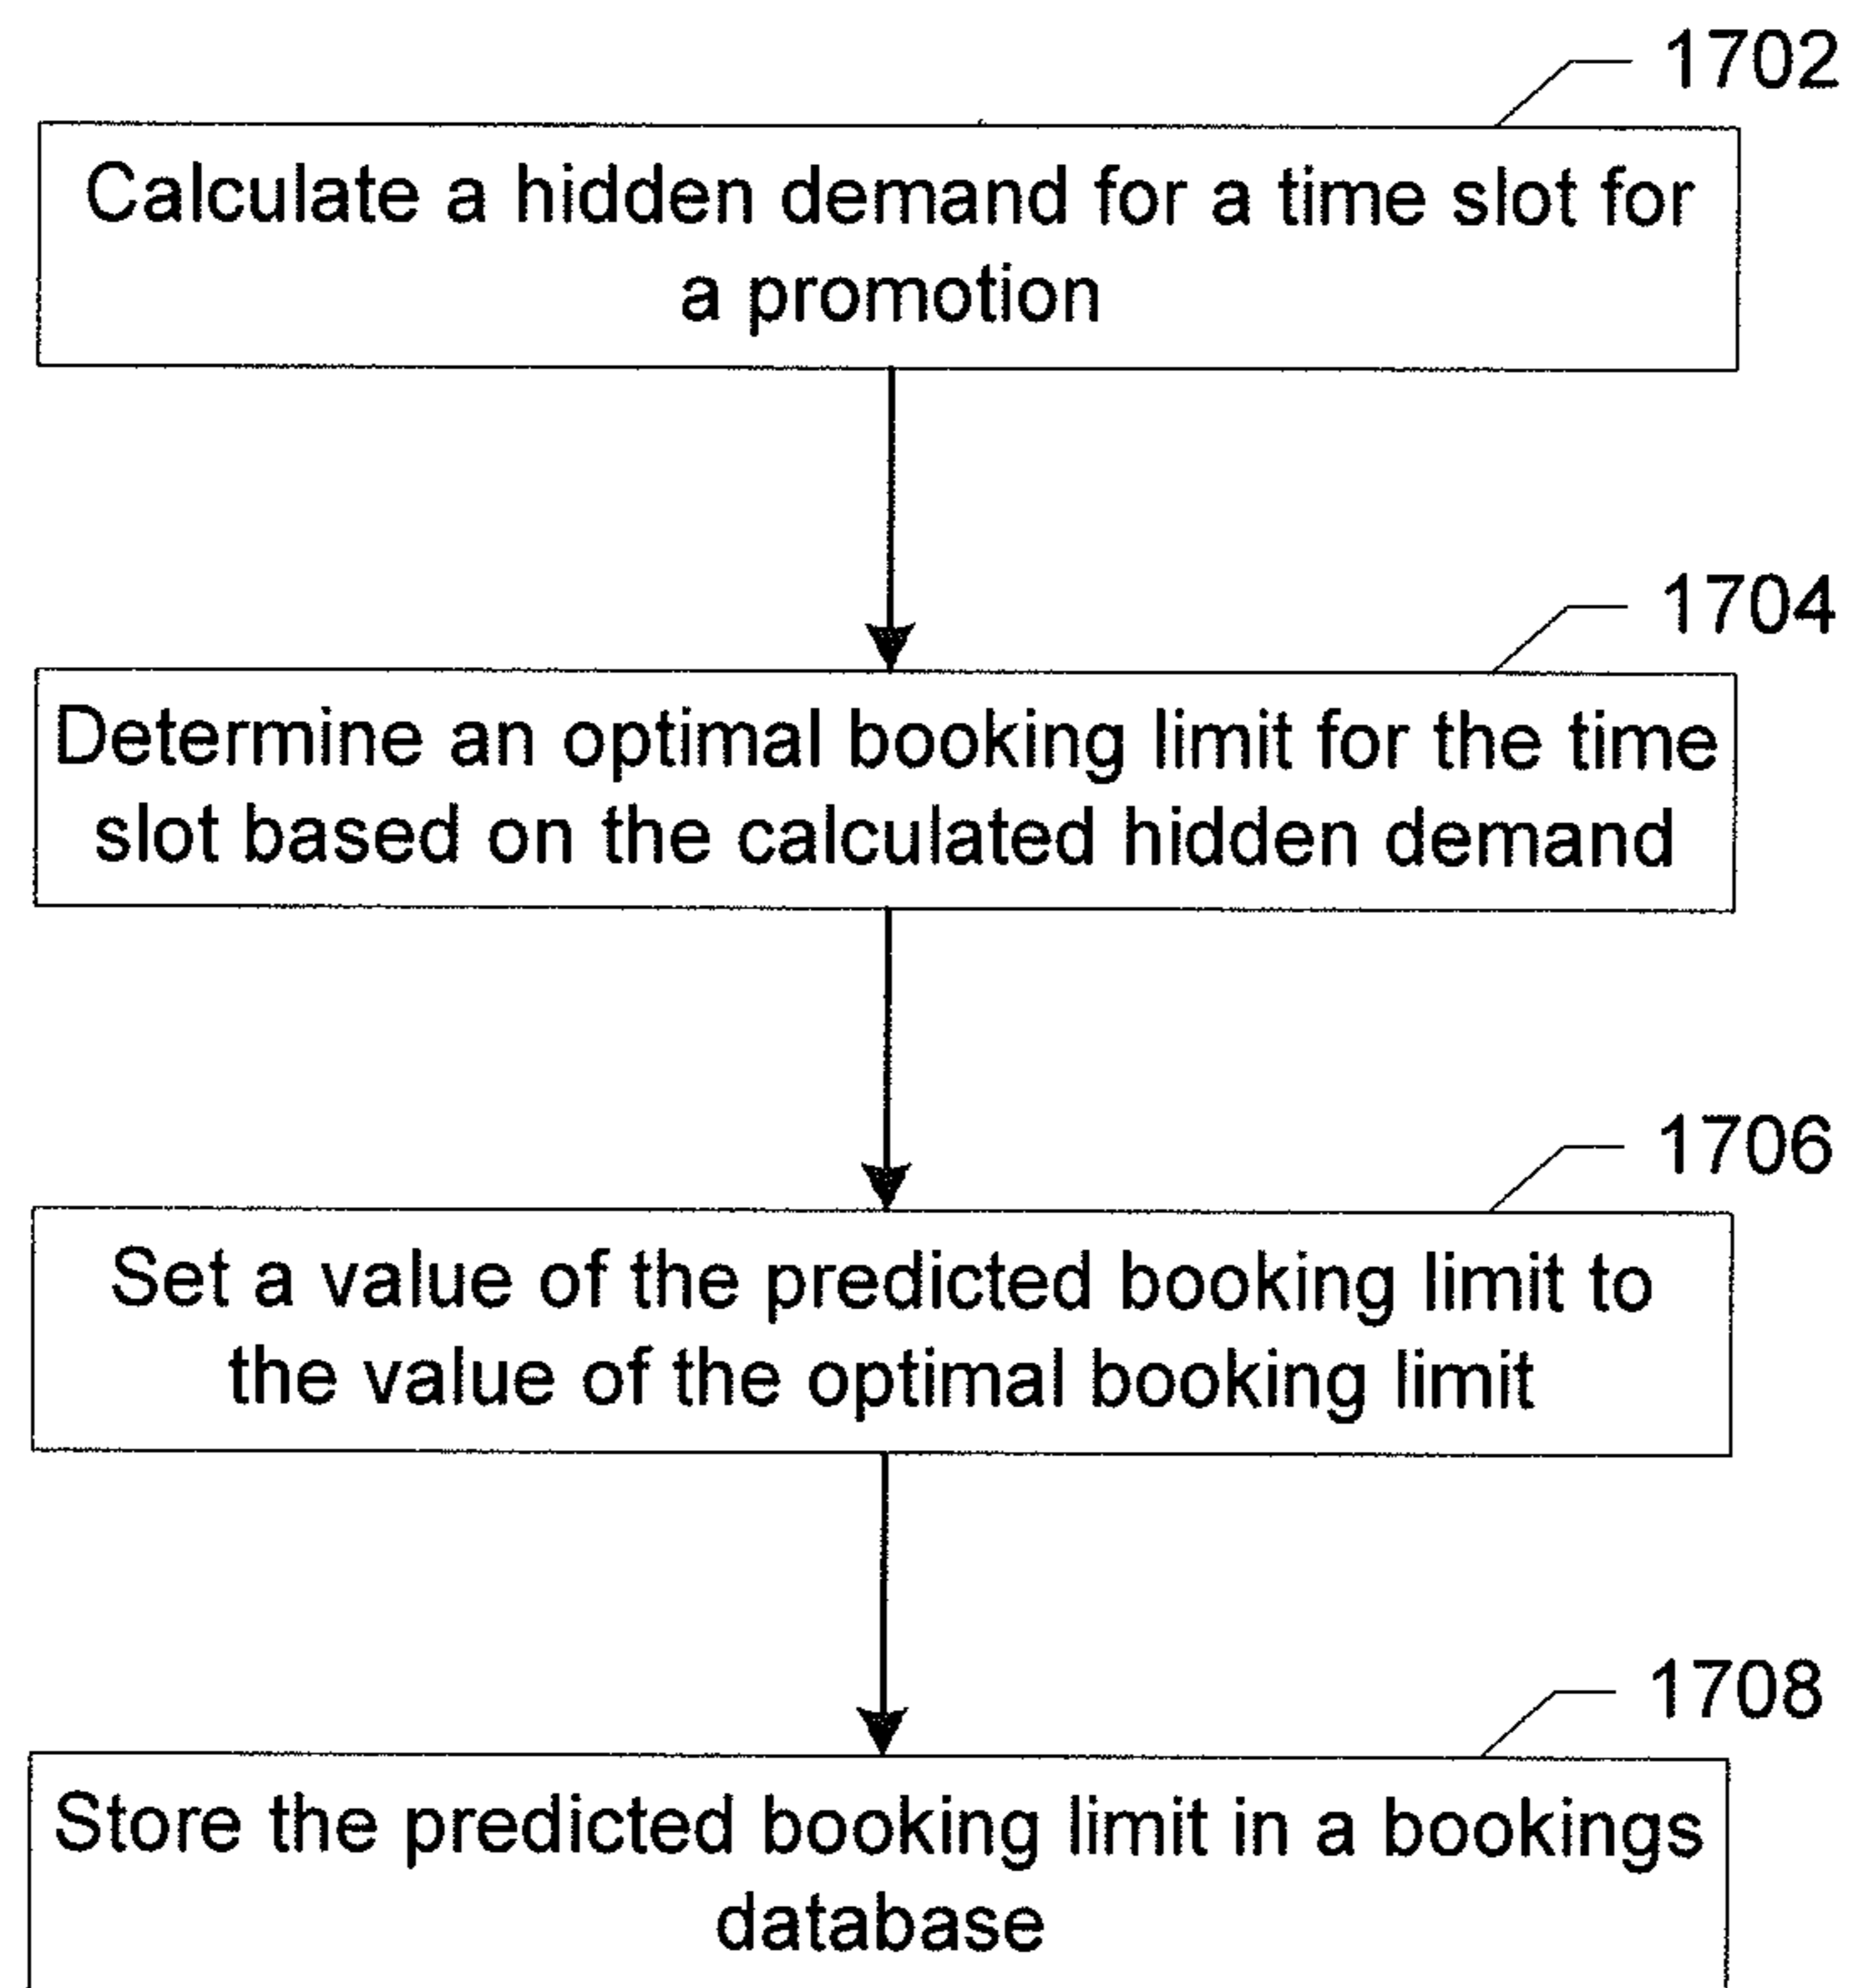 1702
Calculate a hidden demand for a time slot for
a promotion
1704
Determine an optimal booking limit for the time
slot based on the calculated hidden demand
1706
Set a value of the predicted booking limit to
the value of the optimal booking limit
1708
Store the predicted booking limit in a bookings
database